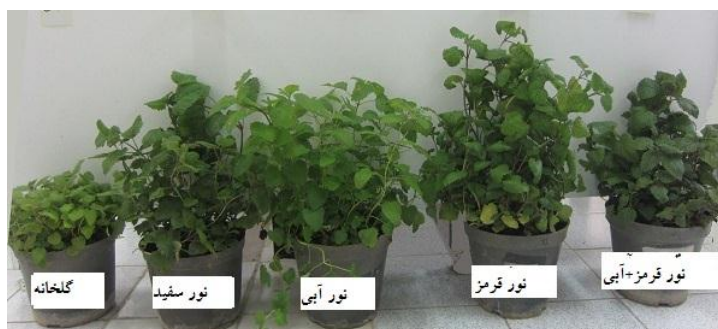 نور قرمز+آبی
نور قرمز
نور آبی
نور سفید
گلخانه